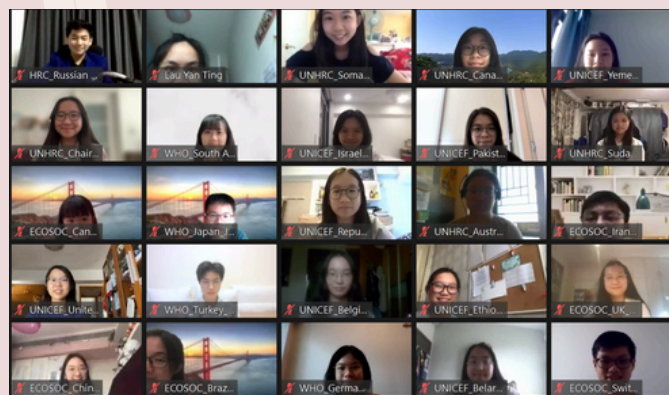 HRC_Russian
Lau Yan Ting
UNHRC_Soma...
UNHRC_Cana...
UNICEF_Yeme...
UNHRC_Chair...
WHO_South A...
UNICEF_Israel...
UNICEF_Pakist...
UNHRC_Suda...
ECOSOC_Can...
WHO_Japan_J...
UNICEF_Repu...
UNHRC_Austr...
ECOSOC_Iran...
UNICEF_Unite...
WHO_Turkey_...
UNICEF_Belgi...
UNICEF_Ethio...
ECOSOC_UK_...
ECOSOC_Chin...
ECOSOC_Braz...
WHO_Germa...
UNICEF_Belar...
ECOSOC_Swit...